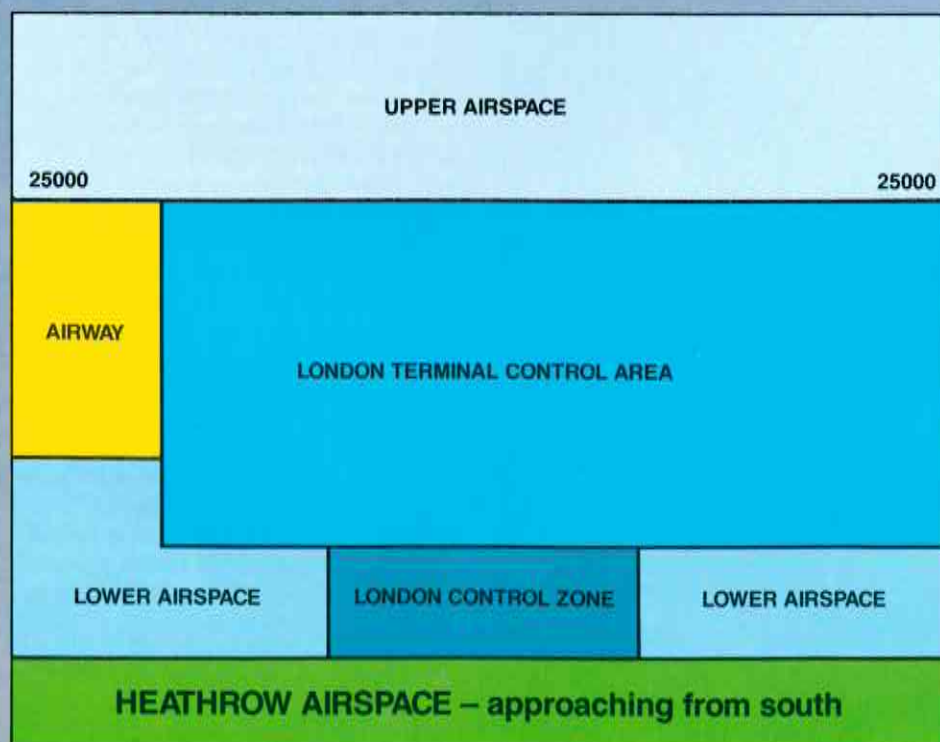 UPPER AIRSPACE
25000 25000
AIRWAY
LONDON TERMINAL CONTROL AREA
LOWER AIRSPACE LONDON CONTROL ZONE LOWER AIRSPACE
HEATHROW AIRSPACE – approaching from south